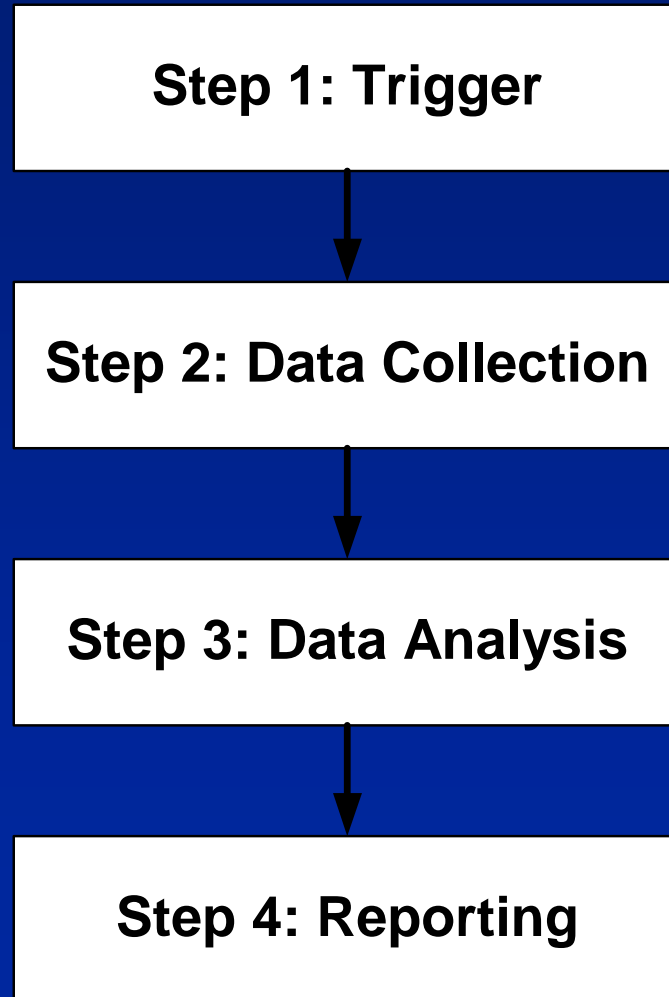 Step 1: Trigger
Step 2: Data Collection
Step 3: Data Analysis
Step 4: Reporting